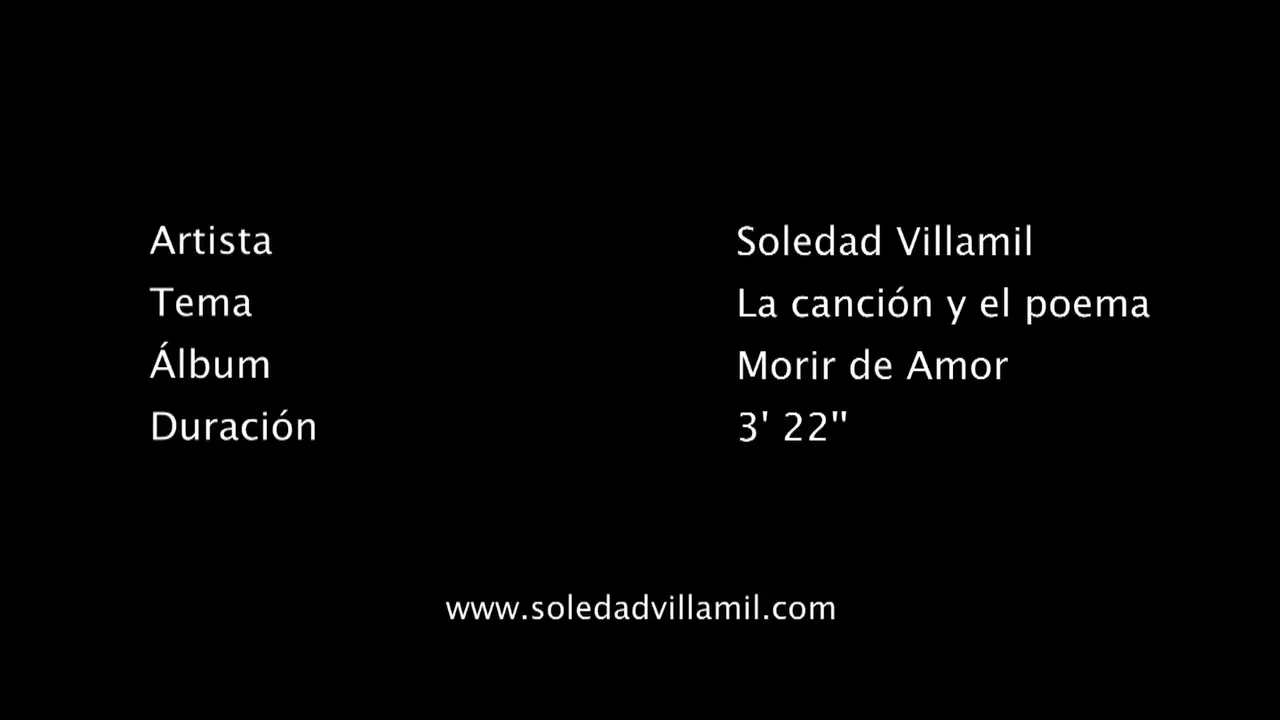 Artista Soledad Villamil
Tema La canción y el poema
Álbum Morir de Amor
Duración 3' 22"
www.soledadvillamil.com